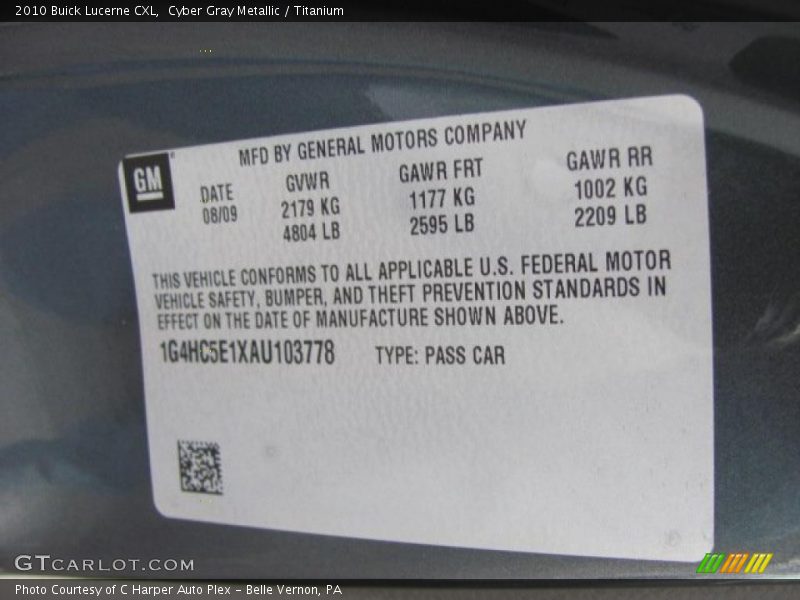 2010 Buick Lucerne CXL,  Cyber Gray Metallic / Titanium
GM
MFD BY GENERAL MOTORS COMPANY
DATE GVWR GAWR FRT GAWR RR
08/09 2179 KG 1177 KG 1002 KG
4804 LB 2595 LB 2209 LB
THIS VEHICLE CONFORMS TO ALL APPLICABLE U.S. FEDERAL MOTOR
VEHICLE SAFETY, BUMPER, AND THEFT PREVENTION STANDARDS IN
EFFECT ON THE DATE OF MANUFACTURE SHOWN ABOVE.
1G4HC5E1XAU103778 TYPE: PASS CAR
GTCARLOT.COM
Photo Courtesy of C Harper Auto Plex – Belle Vernon, PA